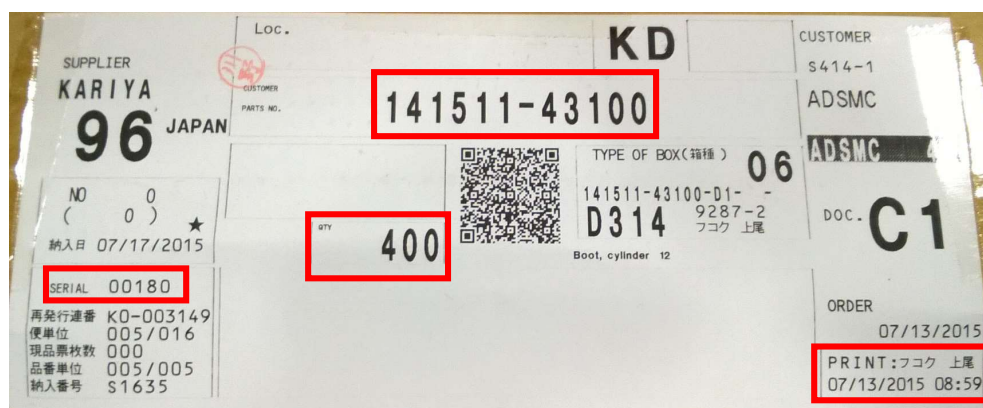 Loc.
KD
CUSTOMER
S414-1
SUPPLIER
KARIYA
96 JAPAN
CUSTOMER
PARTS NO.
141511-43100
ADSMC
ADSMC
TYPE OF BOX(箱種)
06
141511-43100-D1- -
D314
9287-2
フコク 上尾
Boot, cylinder 12
DOC. C1
NO 0
( 0 ) ★
納入日 07/17/2015
QTY
400
SERIAL 00180
再発行連番 KO-003149
便単位 005/016
現品票枚数 000
品番単位 005/005
納入番号 S1635
ORDER
07/13/2015
PRINT:フコク 上尾
07/13/2015 08:59